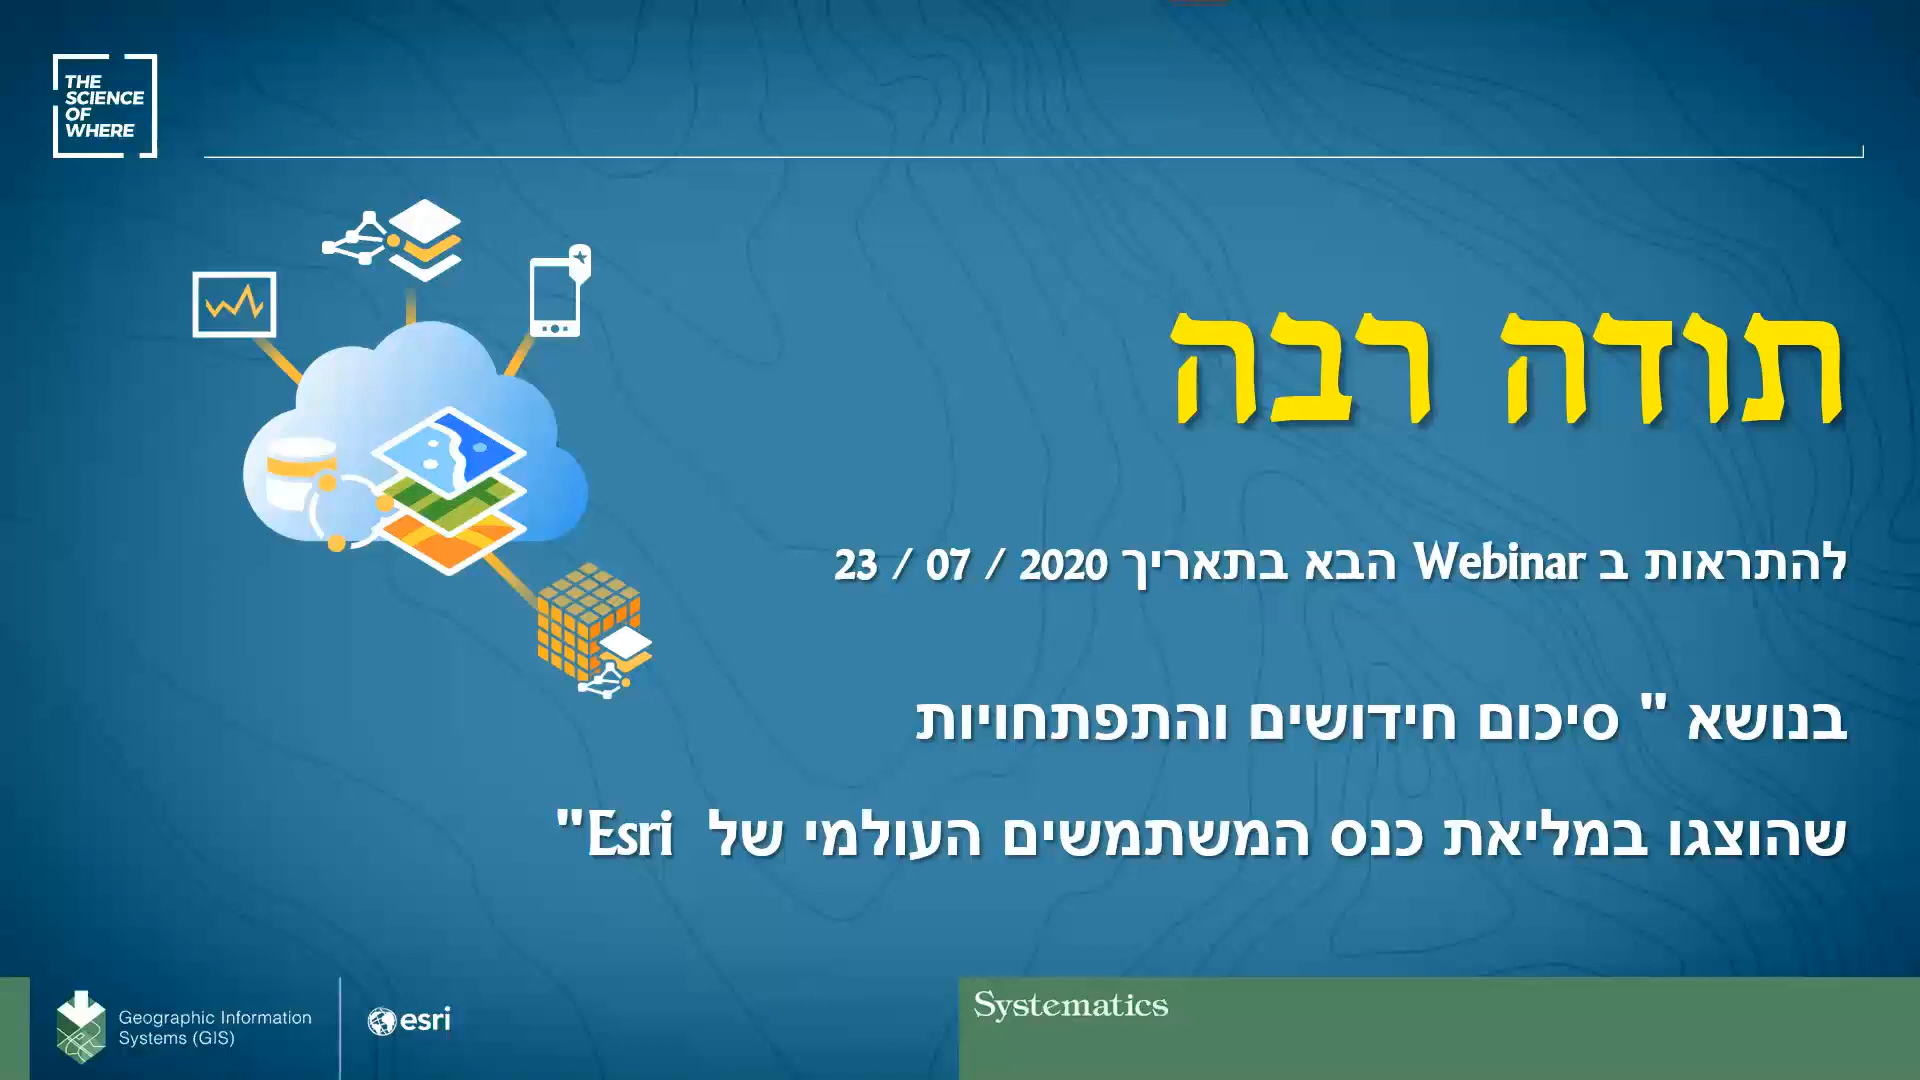 THE
SCIENCE
OF
WHERE
תודה רבה
להתראות ב Webinar הבא בתאריך 23 / 07 / 2020
בנושא " סיכום חידושים והתפתחויות
שהוצגו במליאת כנס המשתמשים העולמי של Esri"
Geographic Information
Systems (GIS)
esri
Systematics